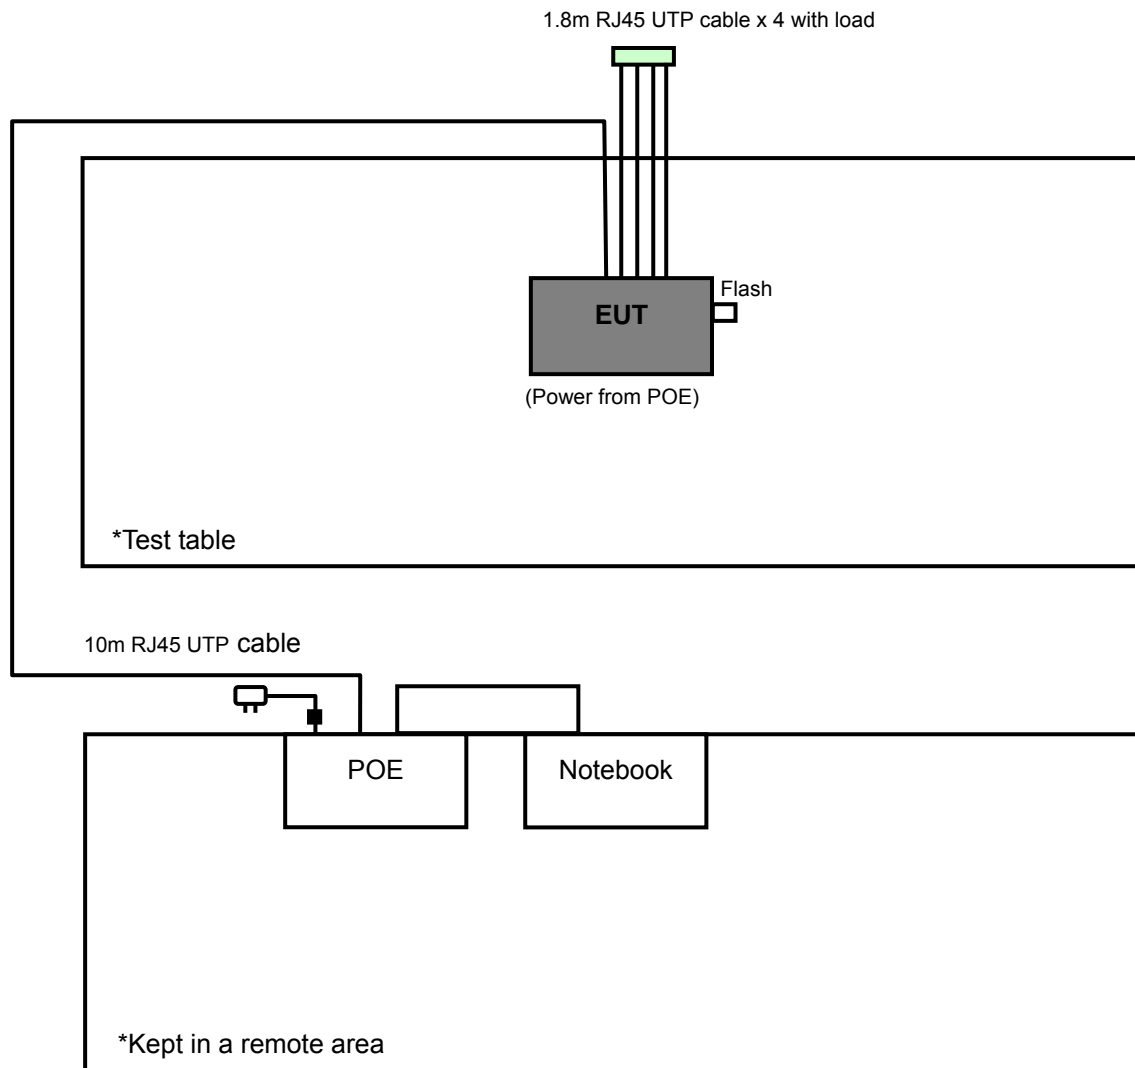 1.8m RJ45 UTP cable x 4 with load
Flash
EUT
(Power from POE)
*Test table
10m RJ45 UTP cable
POE
Notebook
*Kept in a remote area